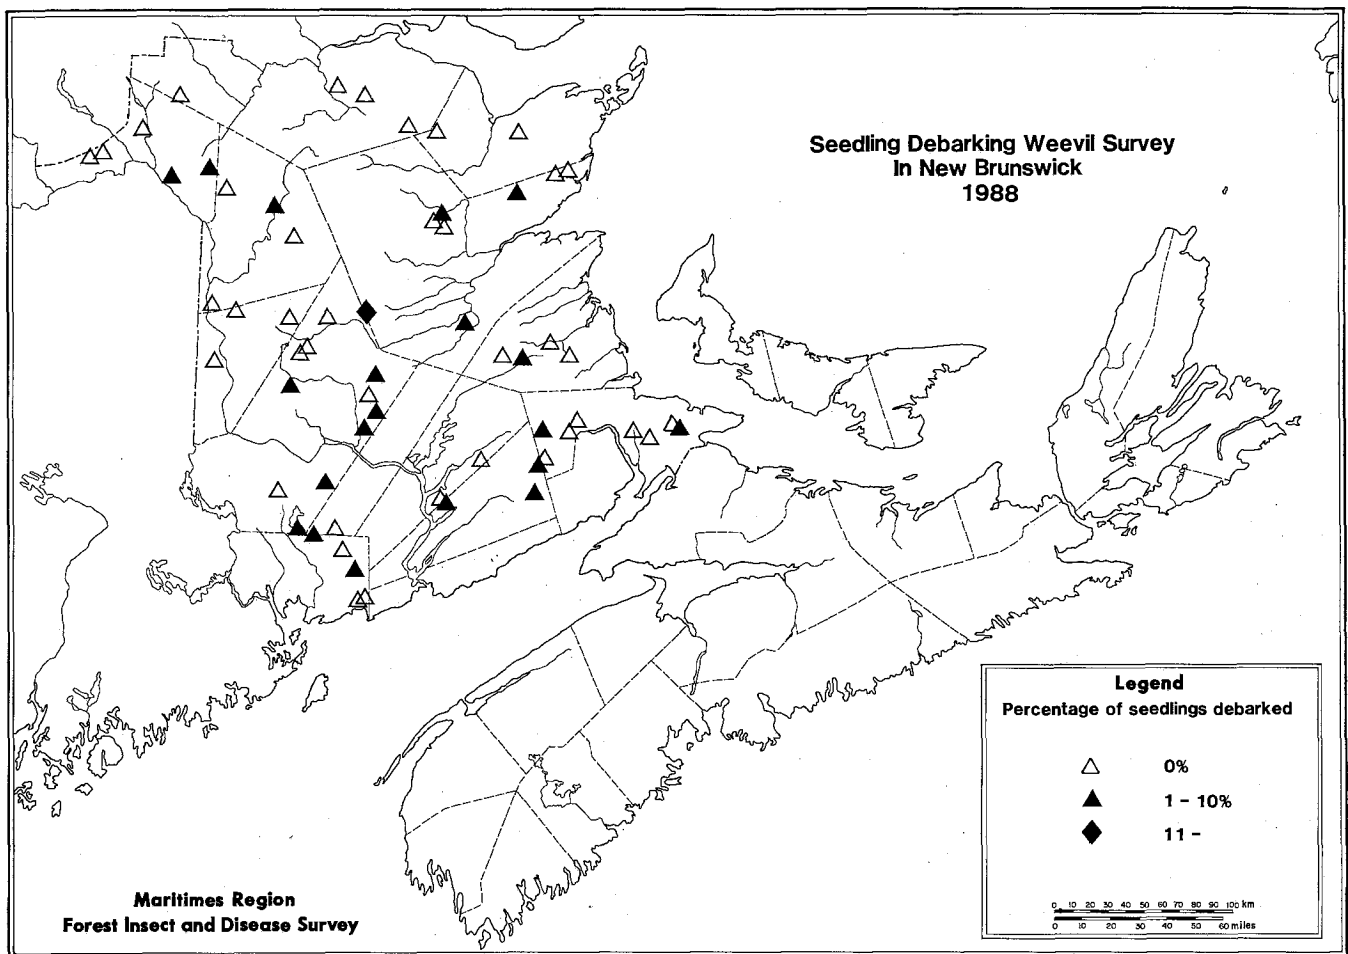 Seedling Debarking Weevil Survey
In New Brunswick
1988
Legend
Percentage of seedlings debarked
0%
1 - 10%
11 -
0 10 20 30 40 50 60 70 80 90 100 km
0 10 20 30 40 50 60 miles
Maritimes Region
Forest Insect and Disease Survey